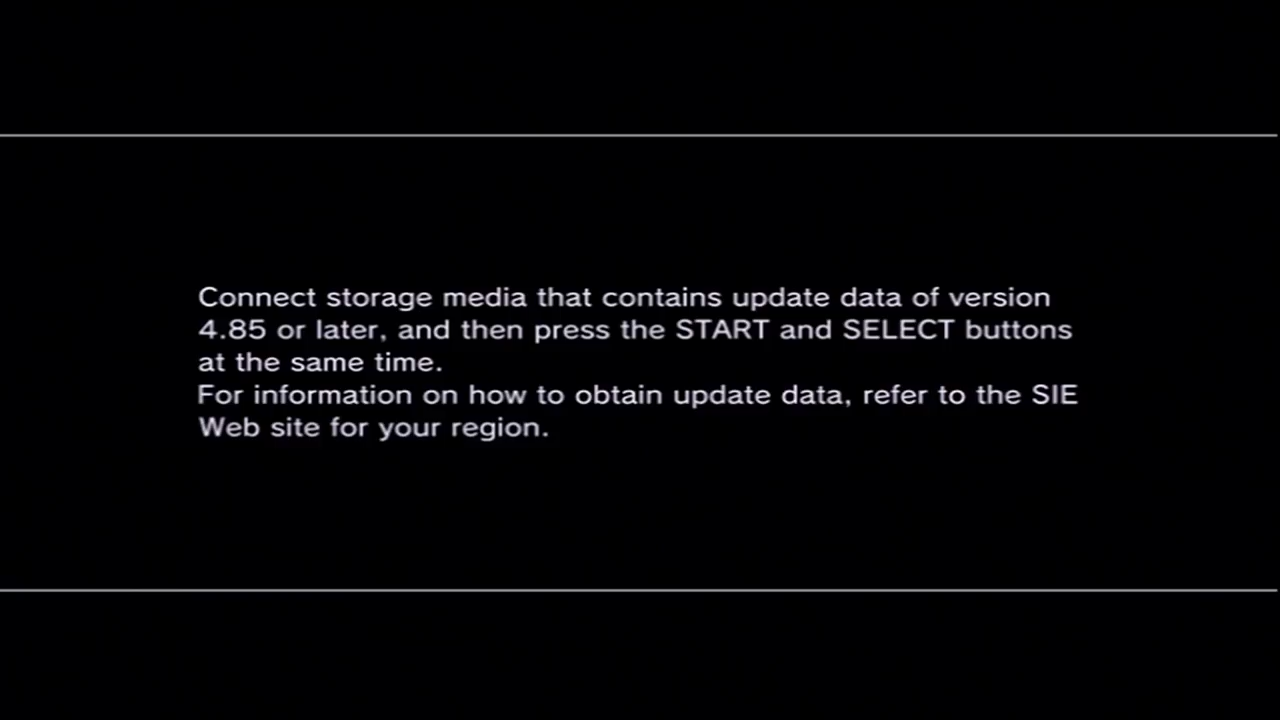 Connect storage media that contains update data of version
4.85 or later, and then press the START and SELECT buttons
at the same time.
For information on how to obtain update data, refer to the SIE
Web site for your region.